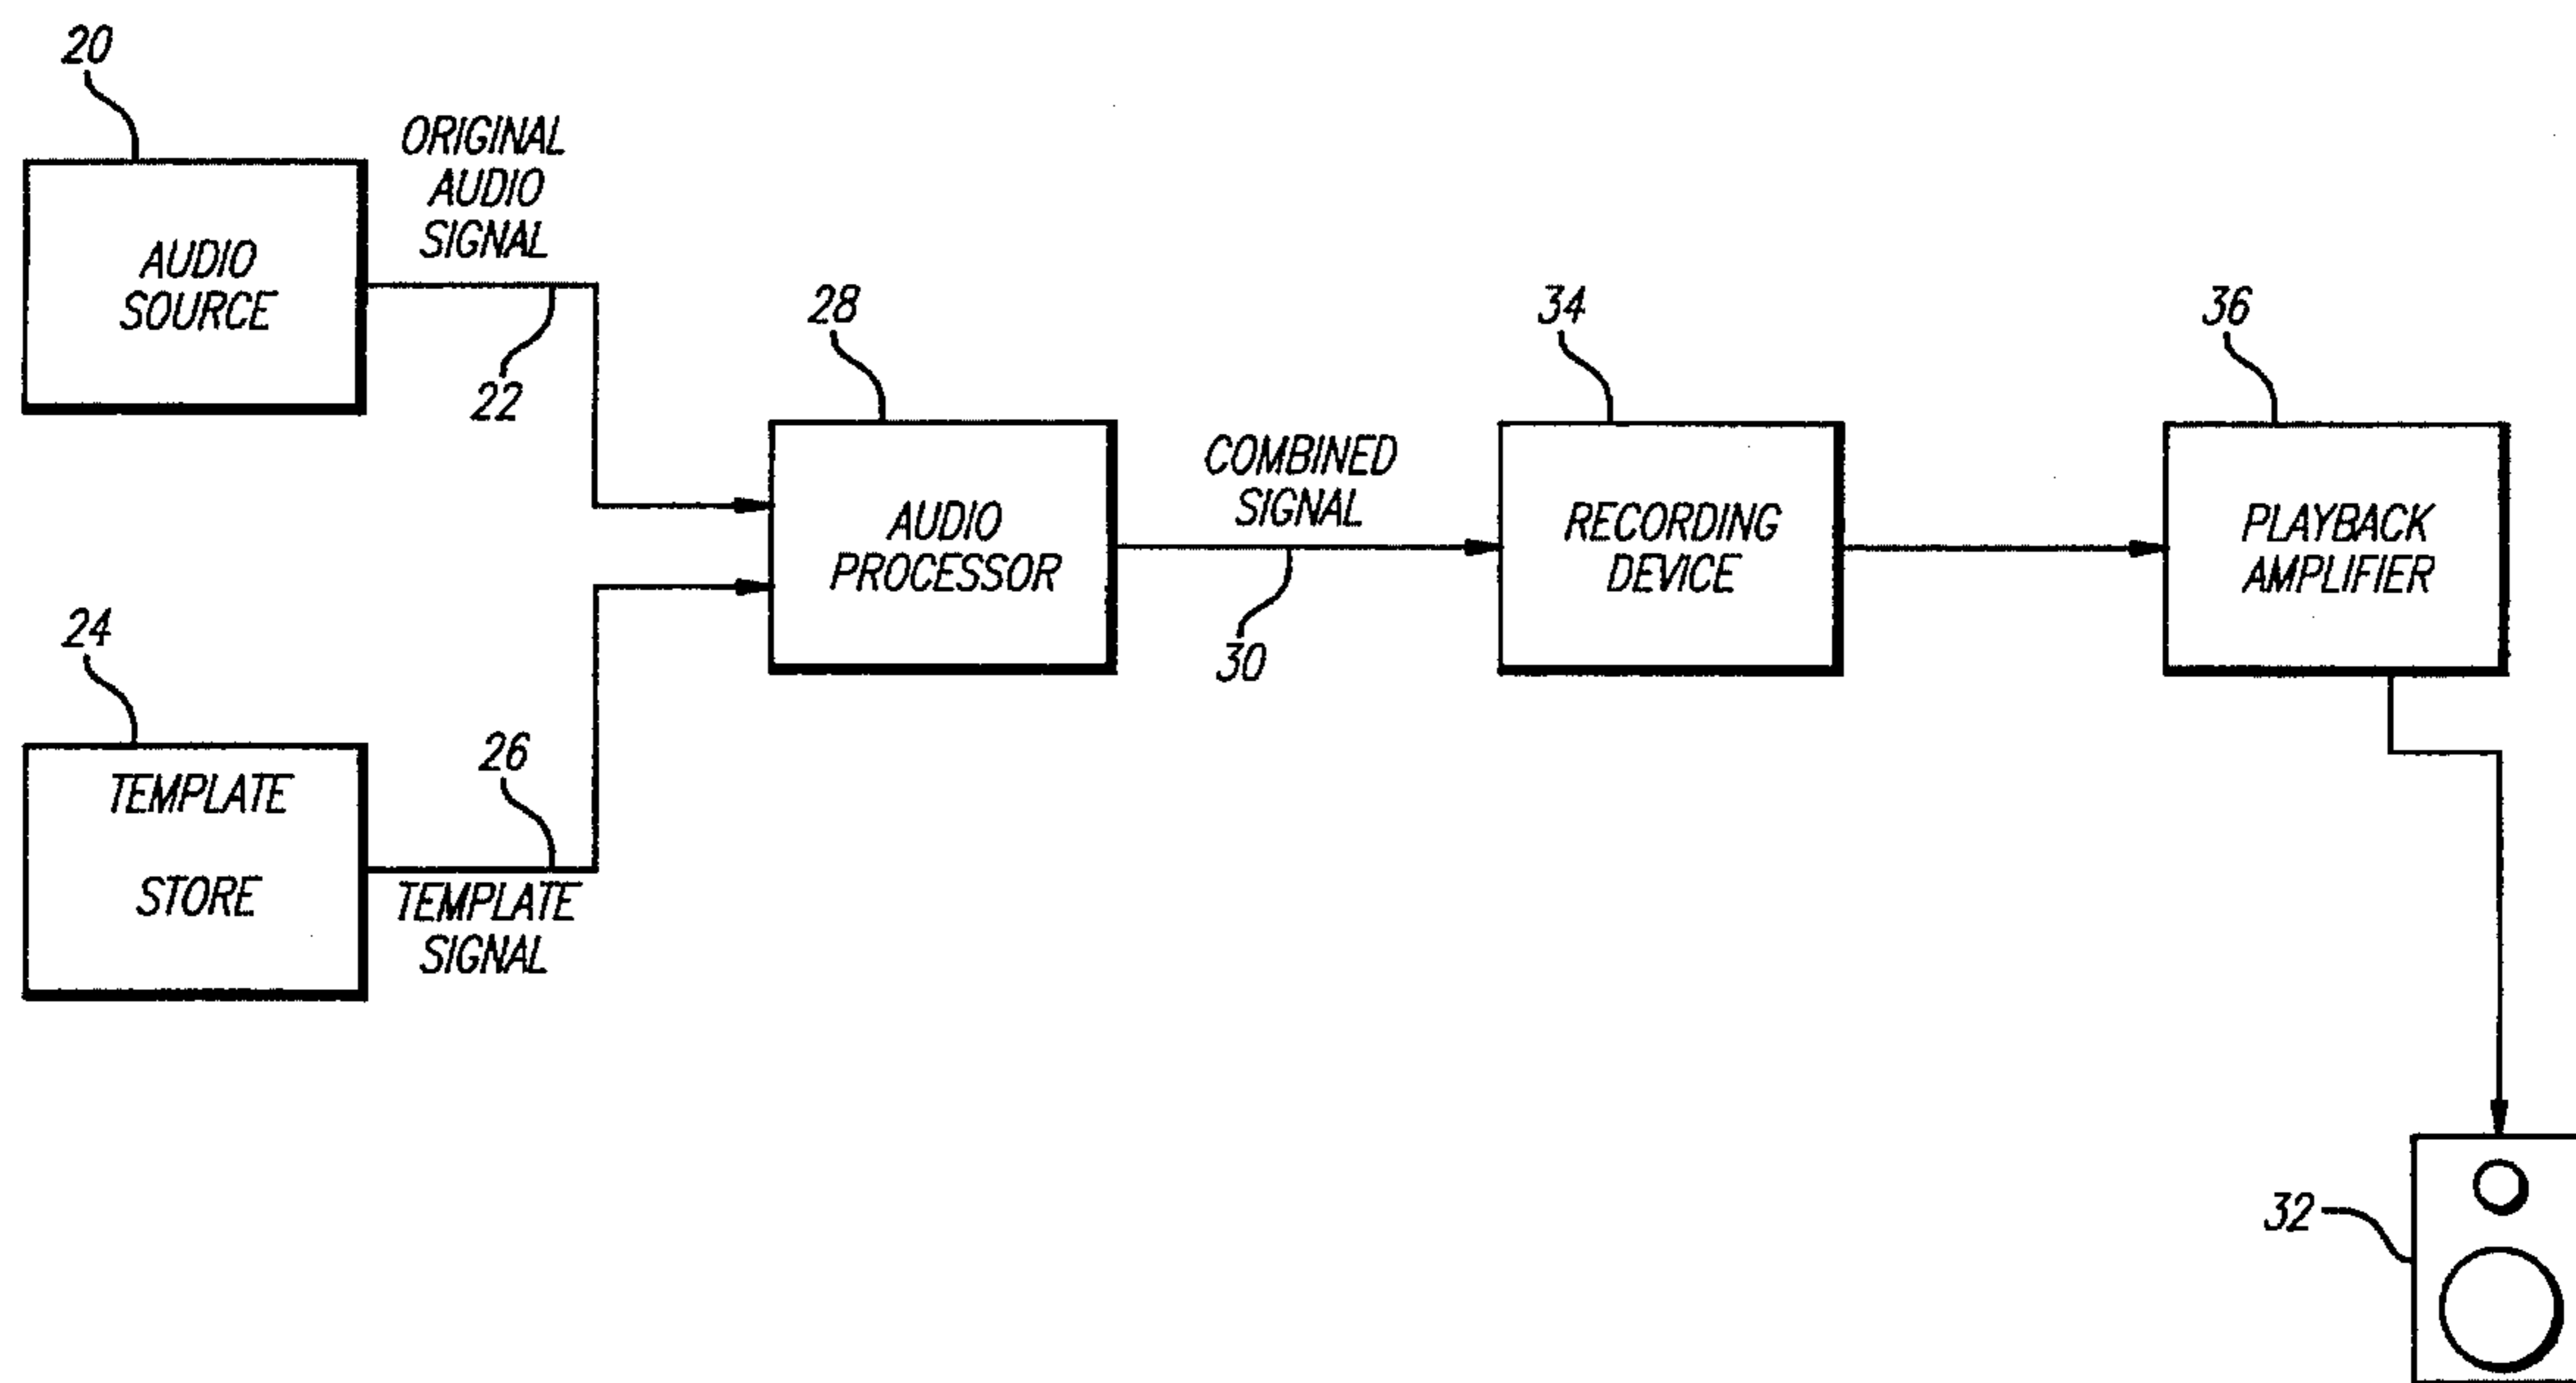 20
ORIGINAL
AUDIO
SIGNAL
AUDIO
SOURCE
22
28
34
36
AUDIO
PROCESSOR
COMBINED
SIGNAL
30
RECORDING
DEVICE
PLAYBACK
AMPLIFIER
24
TEMPLATE
STORE
26
TEMPLATE
SIGNAL
32